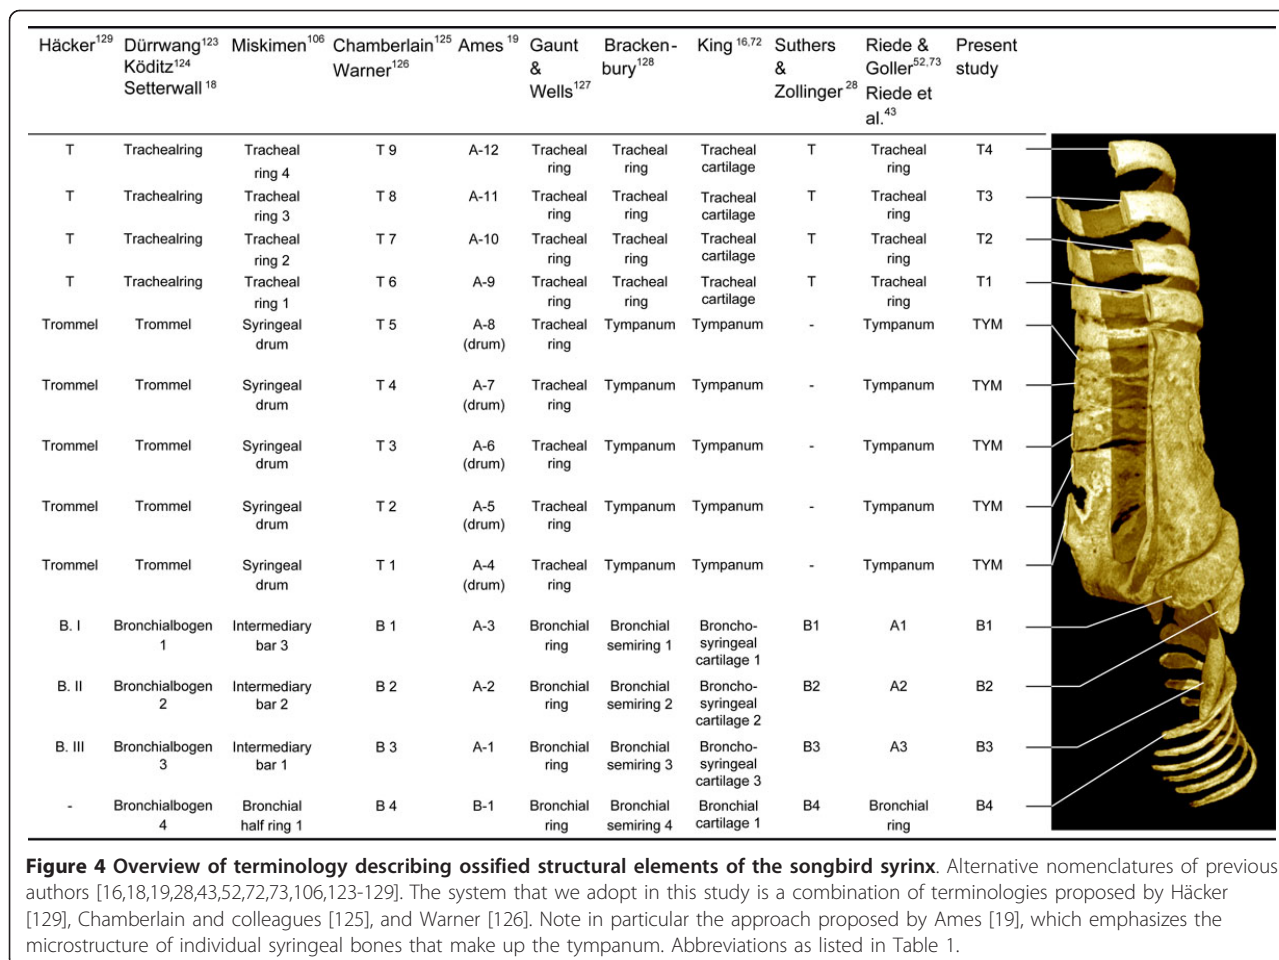 Häcker129 Dürrwang123 Miskimen106 Chamberlain125 Ames 19 Gaunt Bracken- King 16,72 Suthers Riede & Present
Köditz124 Warner126 & bury128 & Goller52,73 study
Setterwall 18 Wells127 Zollinger 28 Riede et
al.43
T Trachealring Tracheal T 9 A-12 Tracheal Tracheal Tracheal T Tracheal T4
ring 4 ring ring cartilage ring
T Trachealring Tracheal T 8 A-11 Tracheal Tracheal Tracheal T Tracheal T3
ring 3 ring ring cartilage ring
T Trachealring Tracheal T 7 A-10 Tracheal Tracheal Tracheal T Tracheal T2
ring 2 ring ring cartilage ring
T Trachealring Tracheal T 6 A-9 Tracheal Tracheal Tracheal T Tracheal T1
ring 1 ring ring cartilage ring
Trommel Trommel Syringeal T 5 A-8 Tracheal Tympanum Tympanum - Tympanum TYM
drum (drum) ring
Trommel Trommel Syringeal T 4 A-7 Tracheal Tympanum Tympanum - Tympanum TYM
drum (drum) ring
Trommel Trommel Syringeal T 3 A-6 Tracheal Tympanum Tympanum - Tympanum TYM
drum (drum) ring
Trommel Trommel Syringeal T 2 A-5 Tracheal Tympanum Tympanum - Tympanum TYM
drum (drum) ring
Trommel Trommel Syringeal T 1 A-4 Tracheal Tympanum Tympanum - Tympanum TYM
drum (drum) ring
B. I Bronchialbogen Intermediary B 1 A-3 Bronchial Bronchial Broncho- B1 A1 B1
1 bar 3 ring semiring 1 syringeal
cartilage 1
B. II Bronchialbogen Intermediary B 2 A-2 Bronchial Bronchial Broncho- B2 A2 B2
2 bar 2 ring semiring 2 syringeal
cartilage 2
B. III Bronchialbogen Intermediary B 3 A-1 Bronchial Bronchial Broncho- B3 A3 B3
3 bar 1 ring semiring 3 syringeal
cartilage 3
- Bronchialbogen Bronchial B 4 B-1 Bronchial Bronchial Bronchial B4 Bronchial B4
4 half ring 1 ring semiring 4 cartilage 1 ring
Figure 4 Overview of terminology describing ossified structural elements of the songbird syrinx. Alternative nomenclatures of previous
authors [16,18,19,28,43,52,72,73,106,123-129]. The system that we adopt in this study is a combination of terminologies proposed by Häcker
[129], Chamberlain and colleagues [125], and Warner [126]. Note in particular the approach proposed by Ames [19], which emphasizes the
microstructure of individual syringeal bones that make up the tympanum. Abbreviations as listed in Table 1.